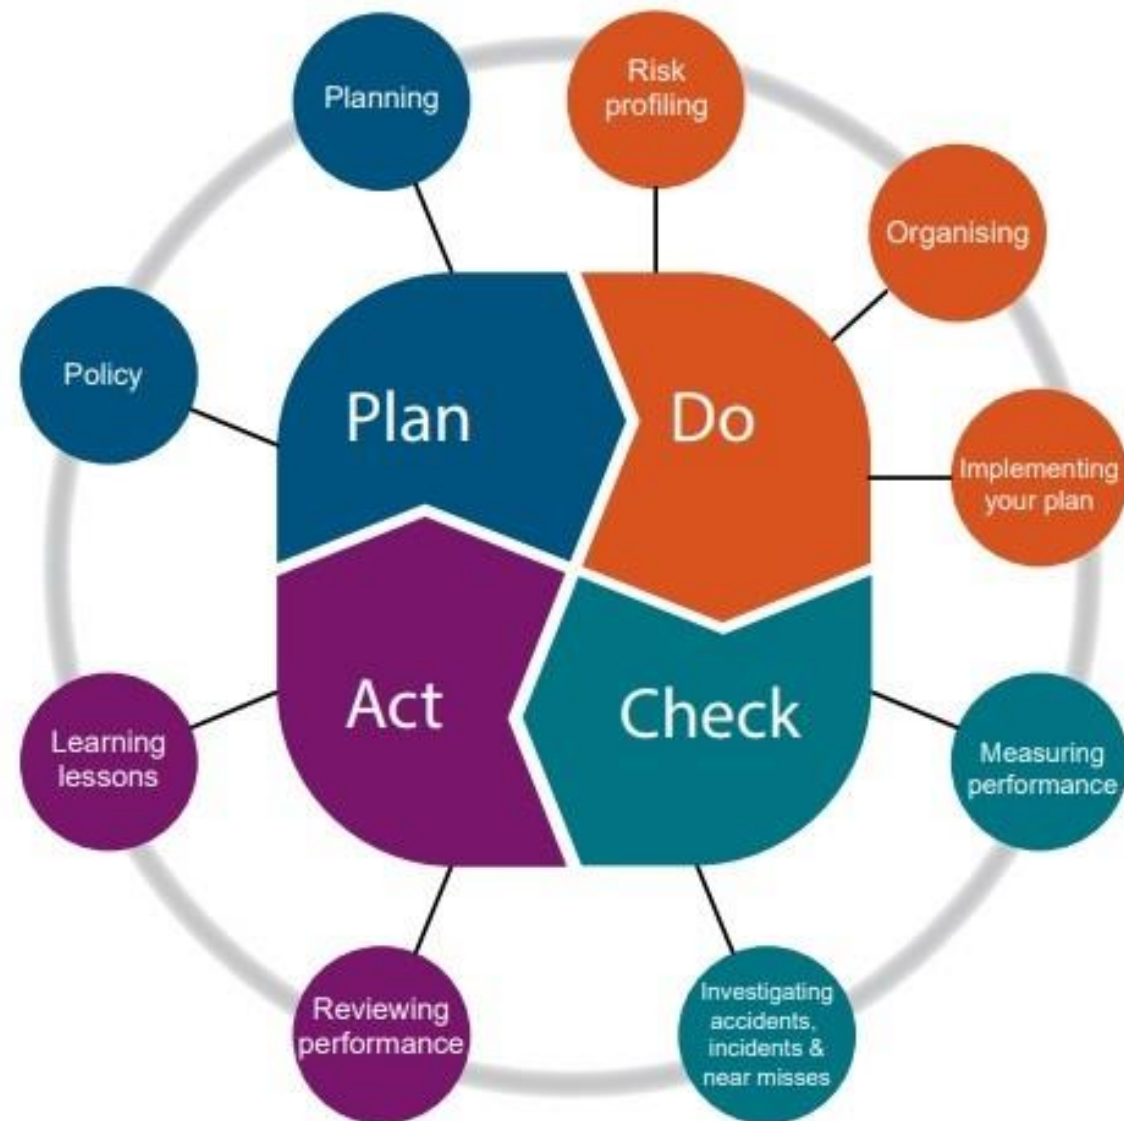 Planning
Risk
profiling
Organising
Policy
Plan
Do
Implementing
your plan
Act
Check
Learning
lessons
Measuring
performance
Reviewing
performance
Investigating
accidents,
incidents &
near misses